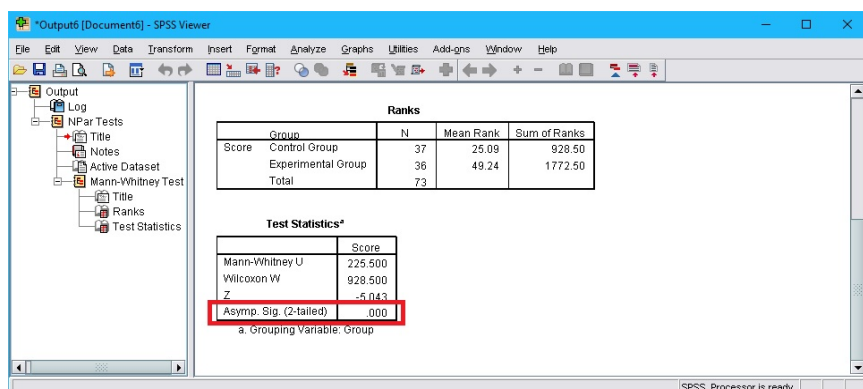 *Output6 [Document6] - SPSS Viewer
File Edit View Data Transform Insert Format Analyze Graphs Utilities Add-ons Window Help
Output
Log
NPar Tests
Title
Notes
Active Dataset
Mann-Whitney Test
Title
Ranks
Test Statistics
Ranks
Group N Mean Rank Sum of Ranks
Score Control Group 37 25.09 928.50
Experimental Group 36 49.24 1772.50
Total 73
Test Statisticsa
Score
Mann-Whitney U 225.500
Wilcoxon W 928.500
Z -5.043
Asymp. Sig. (2-tailed) .000
a. Grouping Variable: Group
SPSS Processor is ready